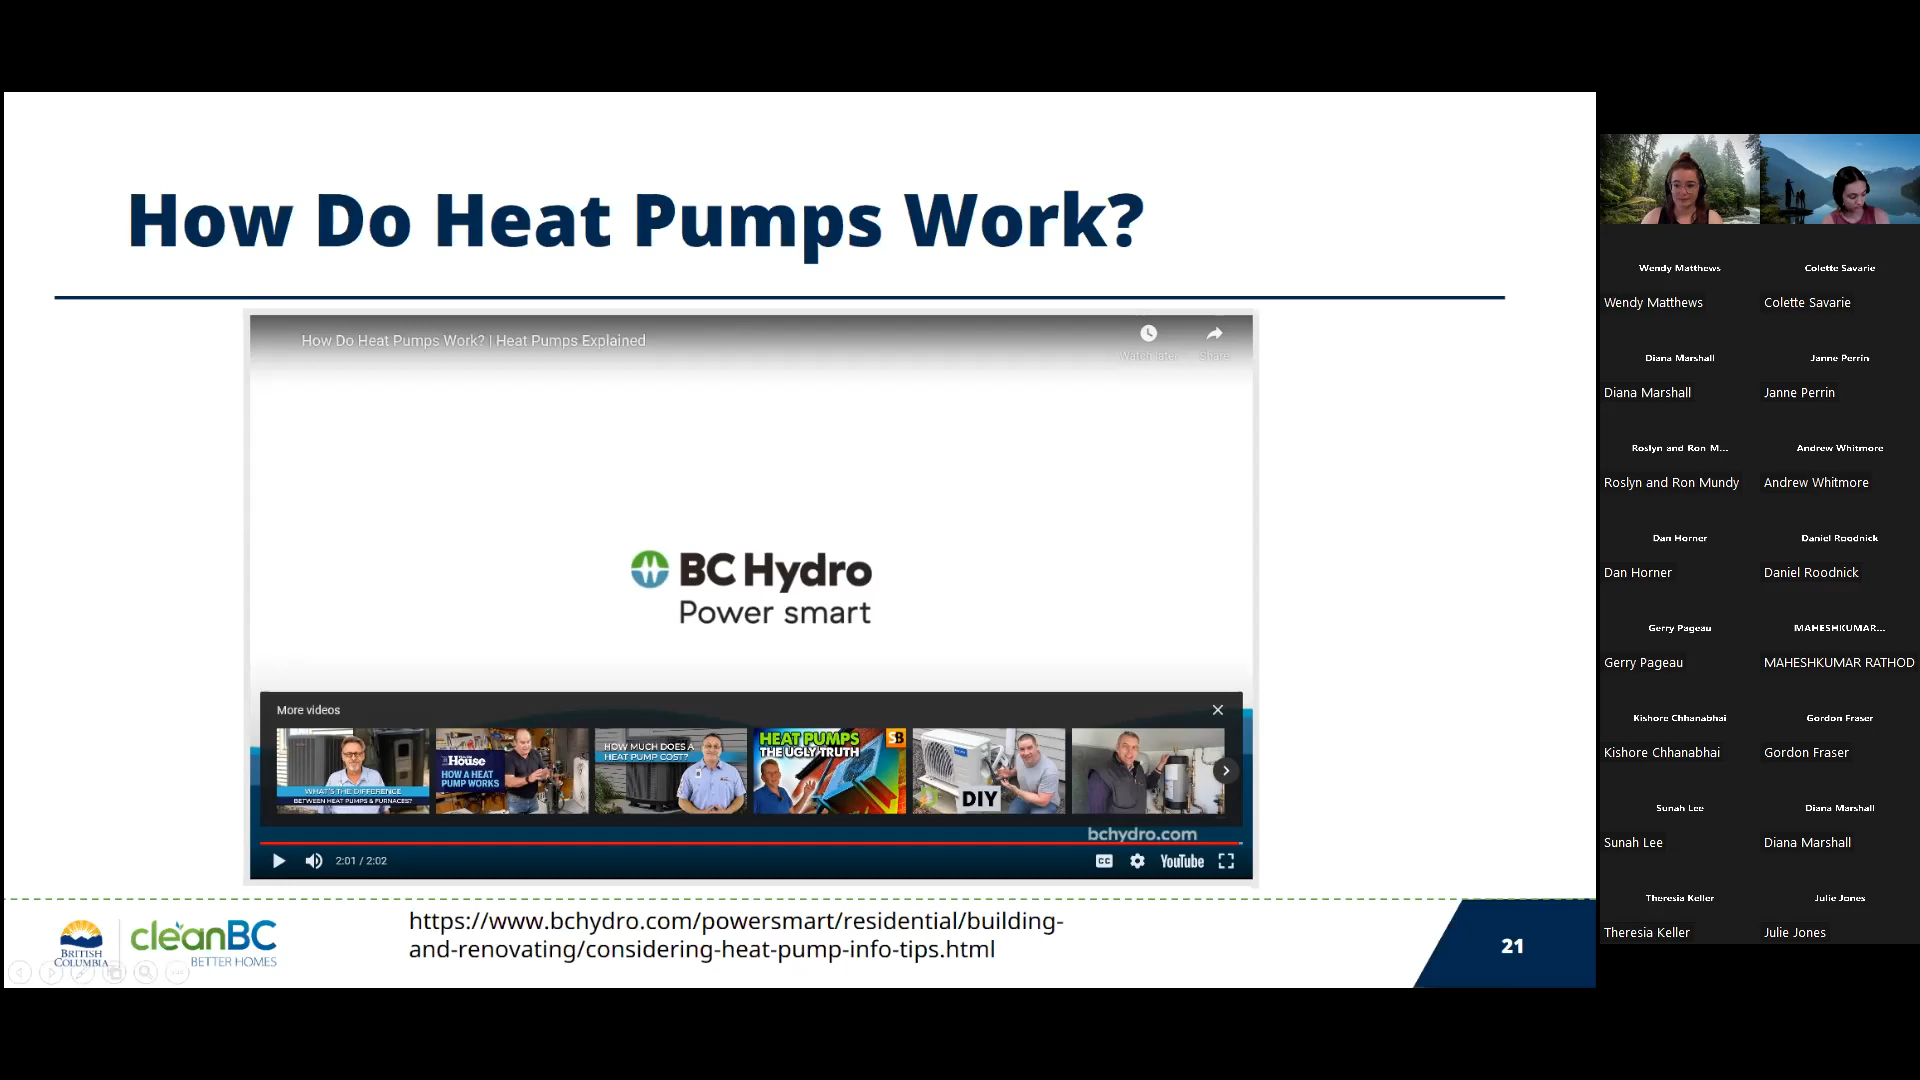 How Do Heat Pumps Work?
How Do Heat Pumps Work? | Heat Pumps Explained
Watch later
Share
BC Hydro
Power smart
More videos
WHAT'S THE DIFFERENCE
BETWEEN HEAT PUMPS & FURNACES?
House
HOW A HEAT
PUMP WORKS
HOW MUCH DOES A
HEAT PUMP COST?
HEAT PUMPS
THE UGLY TRUTH
SB
DIY
bchydro.com
2:01 / 2:02
CC
YouTube
https://www.bchydro.com/powersmart/residential/building-
and-renovating/considering-heat-pump-info-tips.html
BRITISH
COLUMBIA
cleanBC
BETTER HOMES
21
Wendy Matthews
Wendy Matthews
Colette Savarie
Colette Savarie
Diana Marshall
Diana Marshall
Janne Perrin
Janne Perrin
Roslyn and Ron M...
Roslyn and Ron Mundy
Andrew Whitmore
Andrew Whitmore
Dan Horner
Dan Horner
Daniel Roodnick
Daniel Roodnick
Gerry Pageau
Gerry Pageau
MAHESHKUMAR...
MAHESHKUMAR RATHOD
Kishore Chhanabhai
Kishore Chhanabhai
Gordon Fraser
Gordon Fraser
Sunah Lee
Sunah Lee
Diana Marshall
Diana Marshall
Theresia Keller
Theresia Keller
Julie Jones
Julie Jones